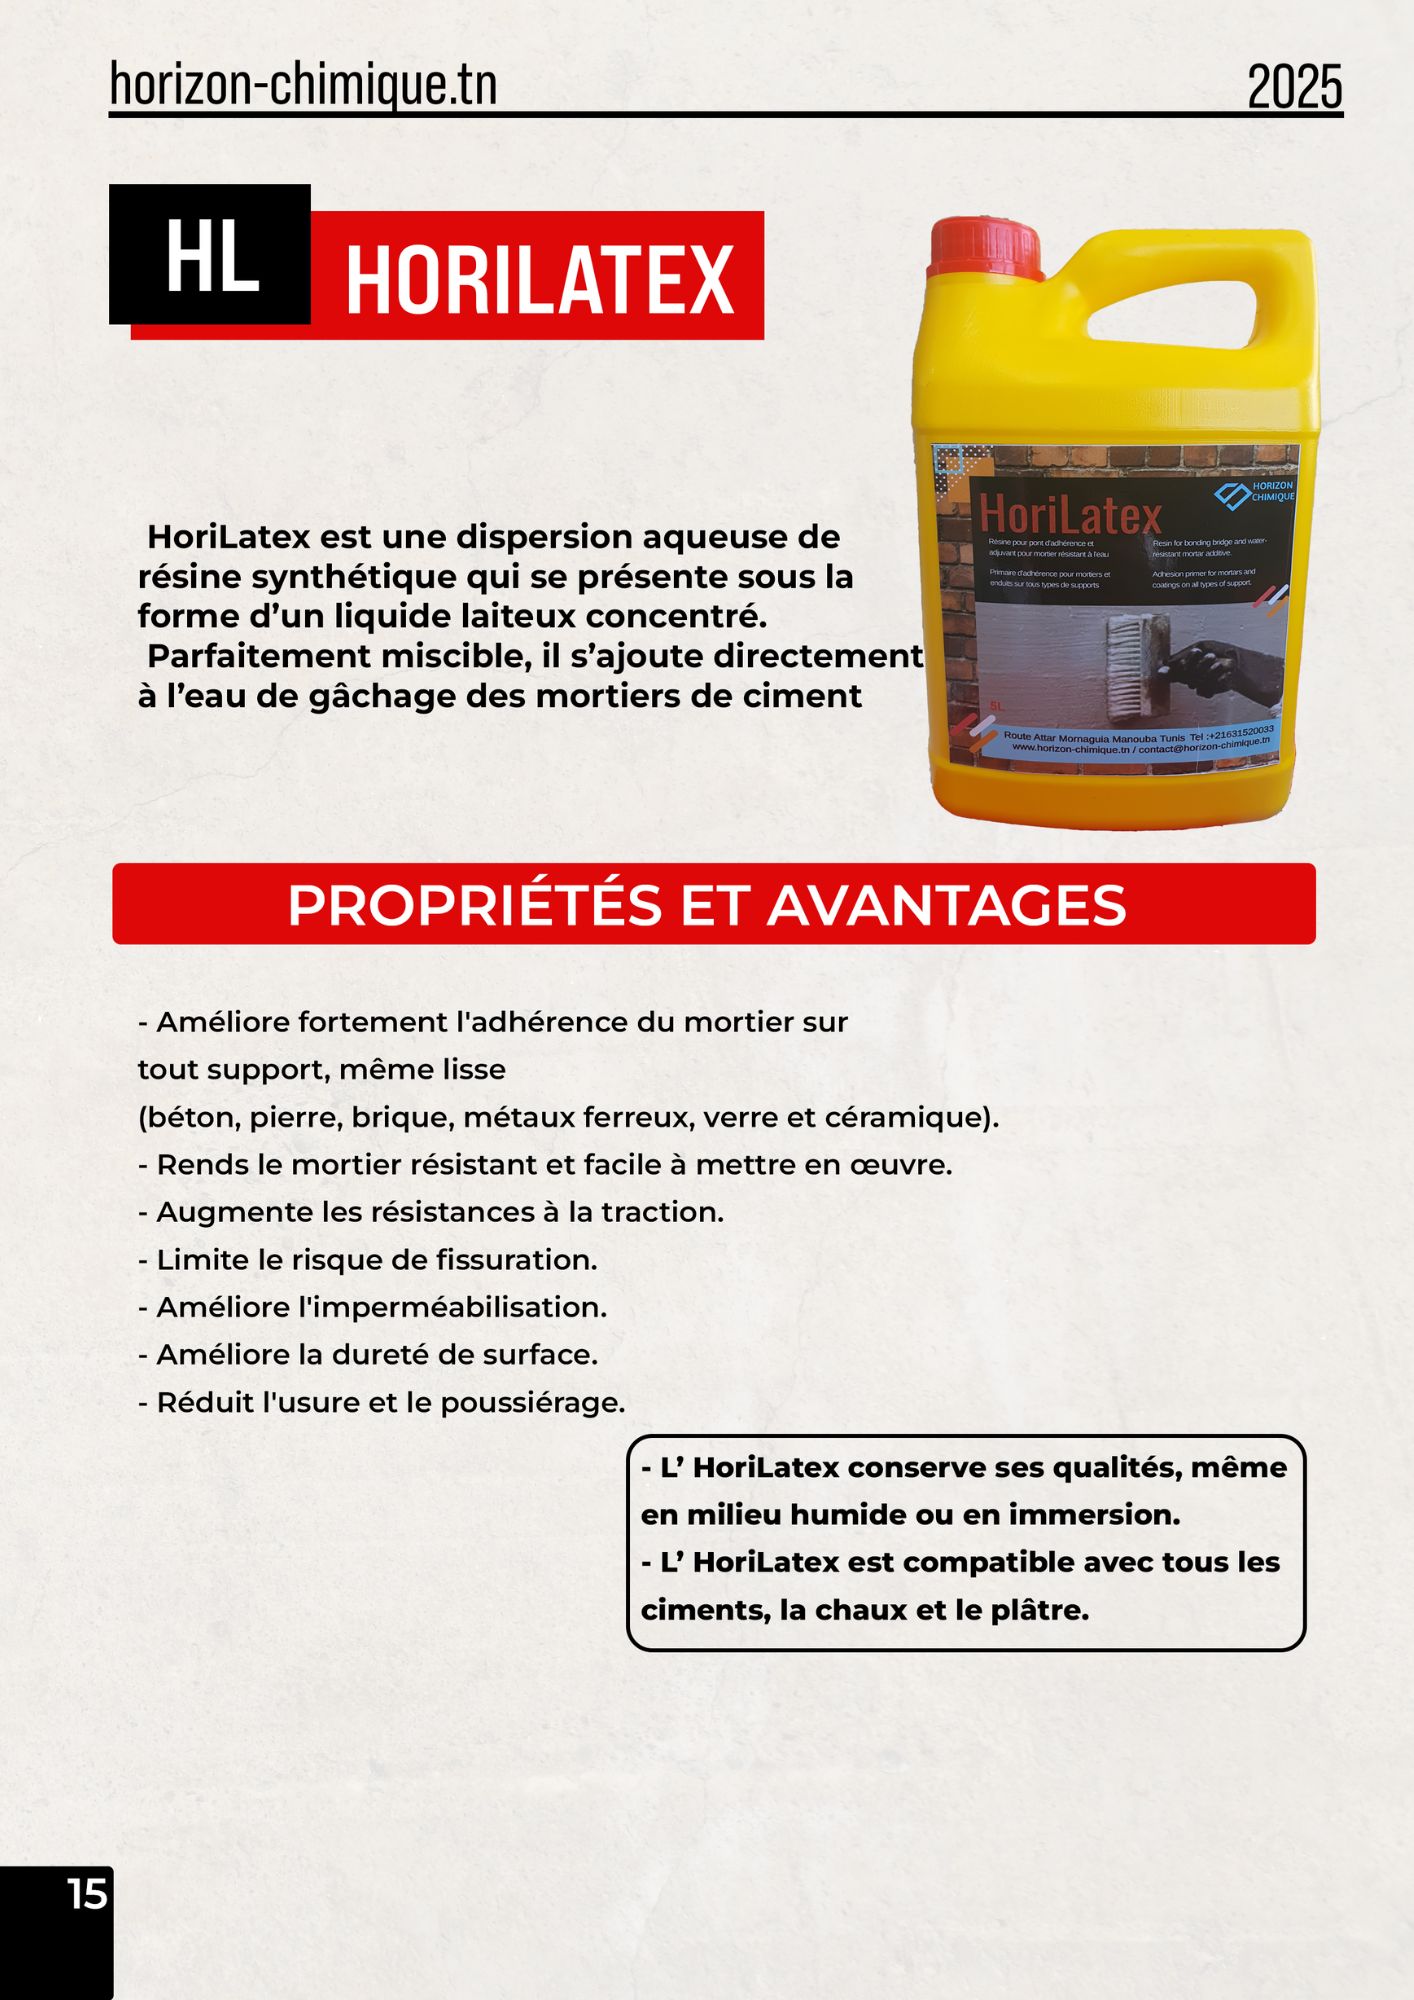 horizon-chimique.tn
2025
HL
HORILATEX
HoriLatex est une dispersion aqueuse de
résine synthétique qui se présente sous la
forme d’un liquide laiteux concentré.
Parfaitement miscible, il s’ajoute directement
à l’eau de gâchage des mortiers de ciment
HORIZON
CHIMIQUE
HoriLatex
Résine pour pont d'adhérence et
adjuvant pour mortier résistant à l'eau
Primaire d'adhérence pour mortiers et
enduits sur tous types de supports
Resin for bonding bridge and water-
resistant mortar additive.
Adhesion primer for mortars and
coatings on all types of support.
5L
Route Attar Mornaguia Manouba Tunis Tel :+21631520033
www.horizon-chimique.tn / contact@horizon-chimique.tn
PROPRIÉTÉS ET AVANTAGES
- Améliore fortement l'adhérence du mortier sur
tout support, même lisse
(béton, pierre, brique, métaux ferreux, verre et céramique).
- Rends le mortier résistant et facile à mettre en œuvre.
- Augmente les résistances à la traction.
- Limite le risque de fissuration.
- Améliore l'imperméabilisation.
- Améliore la dureté de surface.
- Réduit l'usure et le poussiérage.
- L’ HoriLatex conserve ses qualités, même
en milieu humide ou en immersion.
- L’ HoriLatex est compatible avec tous les
ciments, la chaux et le plâtre.
15